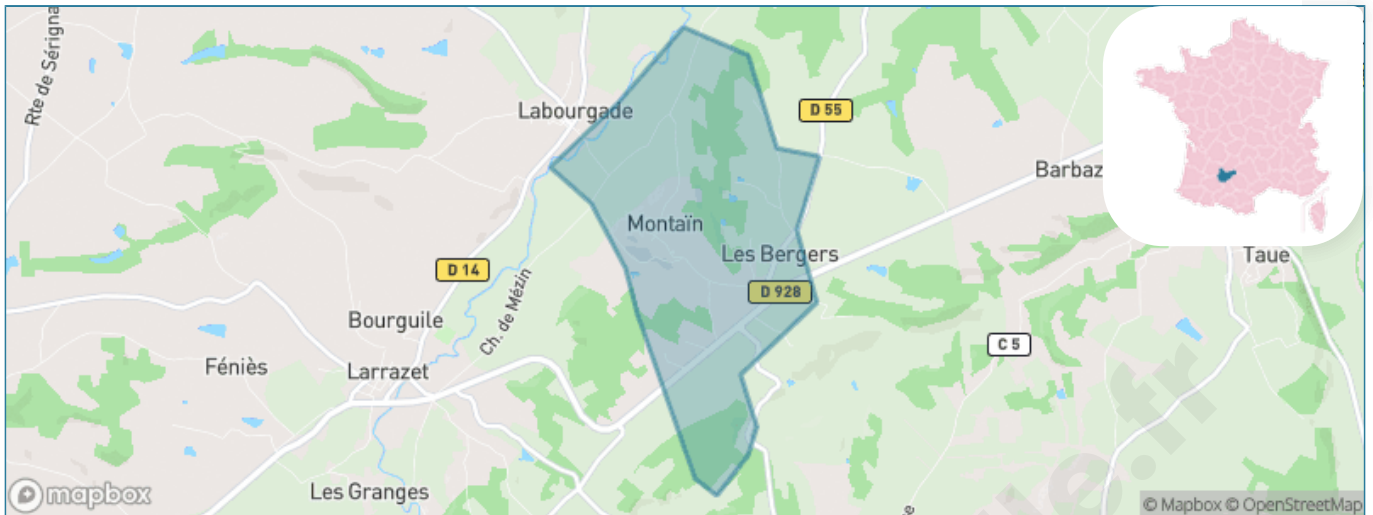 Rte de Sérigna
Labourgade
D 55
Barbaz
Montaïn
Les Bergers
Taue
D 14
D 928
Ch. de Mézin
Bourguile
C 5
Féniès
Larrazet
Les Granges
mapbox
© Mapbox © OpenStreetMap